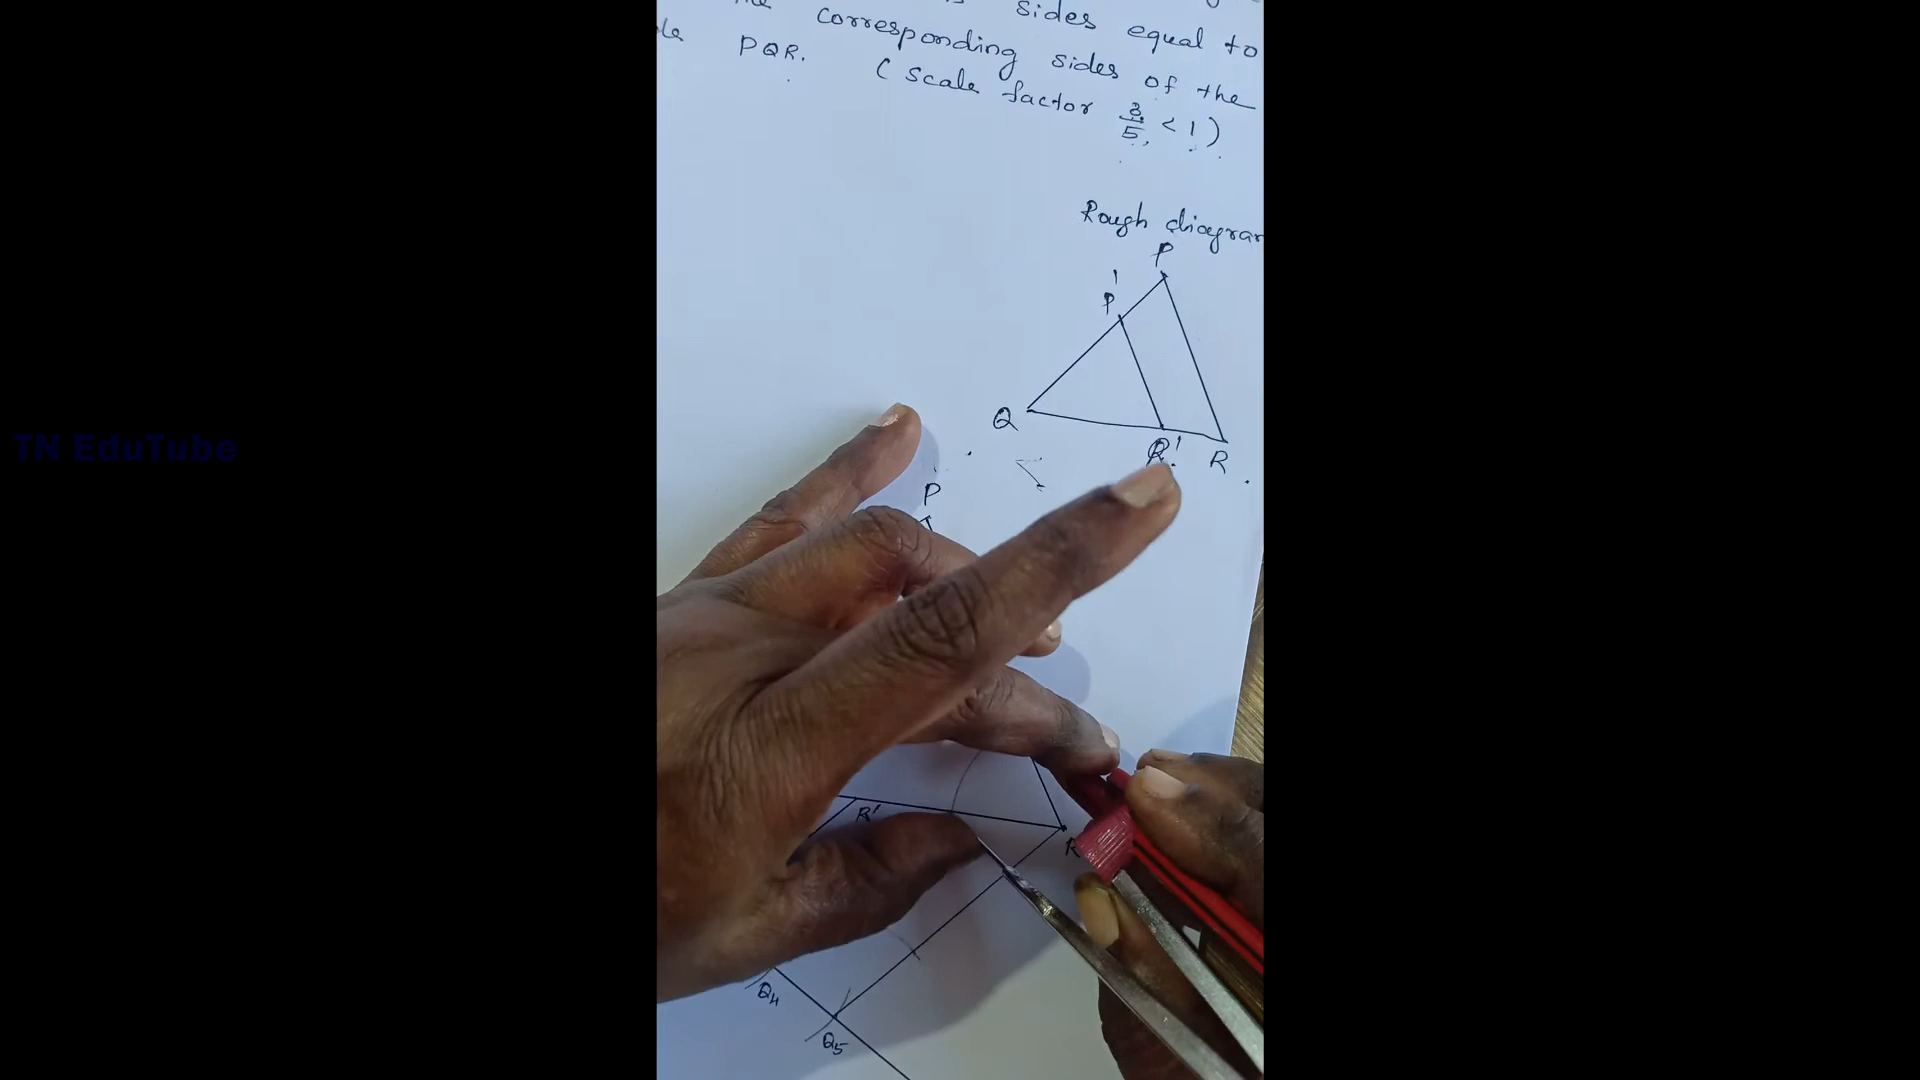 sides equal to
corresponding sides of the
PQR. (Scale factor 3/5 < 1)
Rough diagram
P
P'
Q
R'
R
P
R'
R
Q4
Q5
TN EduTube